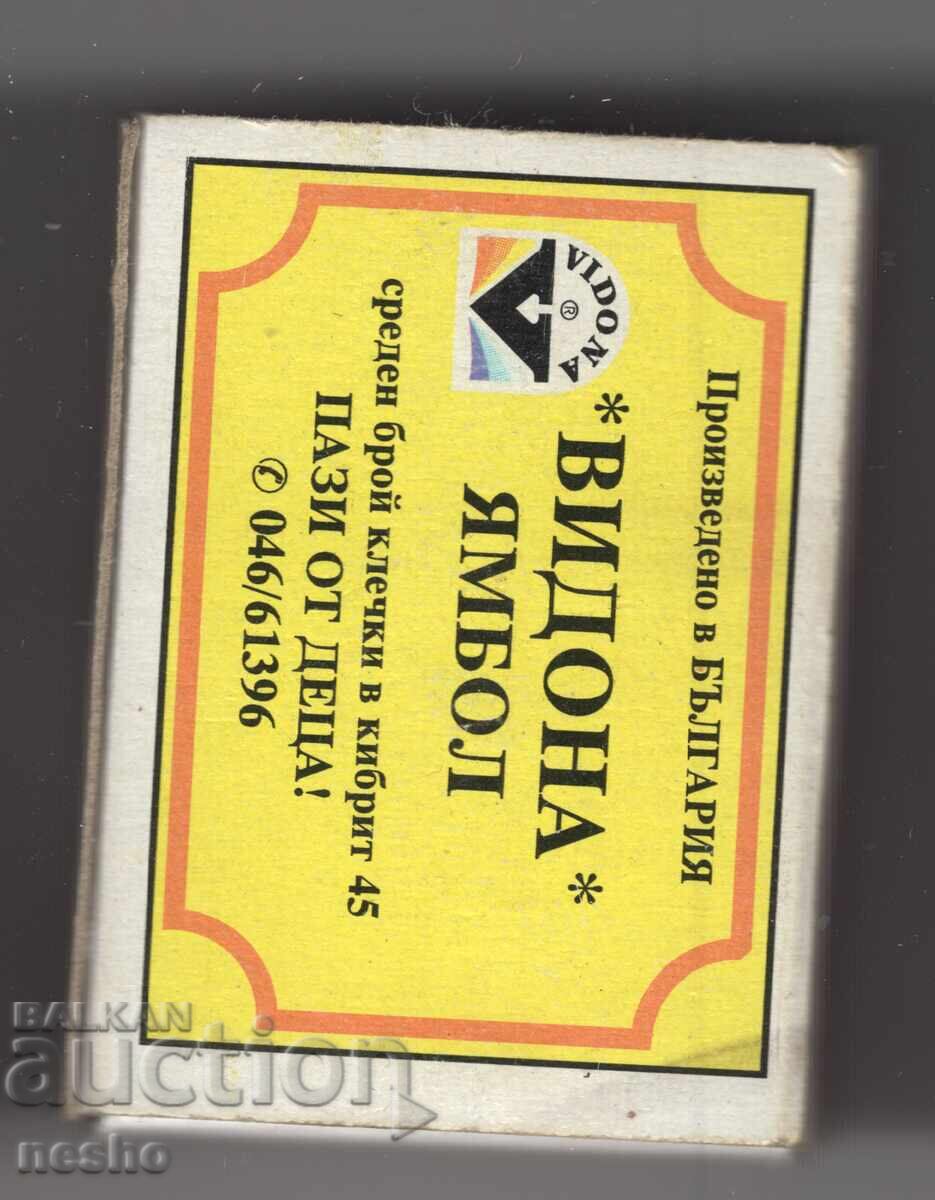 Произведено в БЪЛГАРИЯ
VIDONA
®
*ВИДОНА*
ЯМБОЛ
среден брой клечки в кибрит 45
ПАЗИ ОТ ДЕЦА!
✆ 046/61396
BALKAN
auction
nesho